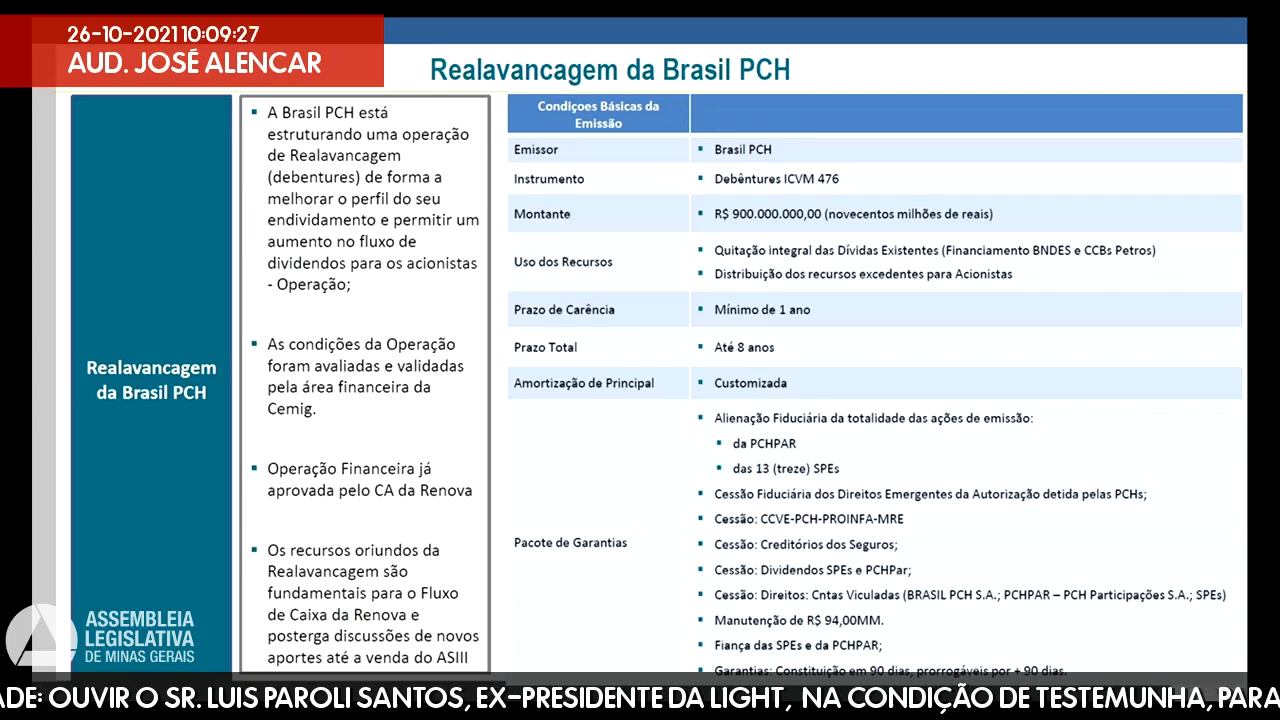 26-10-2021 10:09:27
AUD. JOSÉ ALENCAR
Realavancagem da Brasil PCH
Realavancagem
da Brasil PCH
A Brasil PCH está
estruturando uma operação
de Realavancagem
(debentures) de forma a
melhorar o perfil do seu
endividamento e permitir um
aumento no fluxo de
dividendos para os acionistas
- Operação;
As condições da Operação
foram avaliadas e validadas
pela área financeira da
Cemig.
Operação Financeira já
aprovada pelo CA da Renova
Os recursos oriundos da
Realavancagem são
fundamentais para o Fluxo
de Caixa da Renova e
posterga discussões de novos
aportes até a venda do ASIII
Condiçoes Básicas da
Emissão
Emissor
Brasil PCH
Instrumento
Debêntures ICVM 476
Montante
R$ 900.000.000,00 (novecentos milhões de reais)
Uso dos Recursos
Quitação integral das Dívidas Existentes (Financiamento BNDES e CCBs Petros)
Distribuição dos recursos excedentes para Acionistas
Prazo de Carência
Mínimo de 1 ano
Prazo Total
Até 8 anos
Amortização de Principal
Customizada
Pacote de Garantias
Alienação Fiduciária da totalidade das ações de emissão:
da PCHPAR
das 13 (treze) SPEs
Cessão Fiduciária dos Direitos Emergentes da Autorização detida pelas PCHs;
Cessão: CCVE-PCH-PROINFA-MRE
Cessão: Creditórios dos Seguros;
Cessão: Dividendos SPEs e PCHPar;
Cessão: Direitos: Cntas Viculadas (BRASIL PCH S.A.; PCHPAR – PCH Participações S.A.; SPEs)
Manutenção de R$ 94,00MM.
Fiança das SPEs e da PCHPAR;
Garantias: Constituição em 90 dias, prorrogáveis por + 90 dias.
ASSEMBLEIA
LEGISLATIVA
DE MINAS GERAIS
ADE: OUVIR O SR. LUIS PAROLI SANTOS, EX-PRESIDENTE DA LIGHT, NA CONDIÇÃO DE TESTEMUNHA, PARA